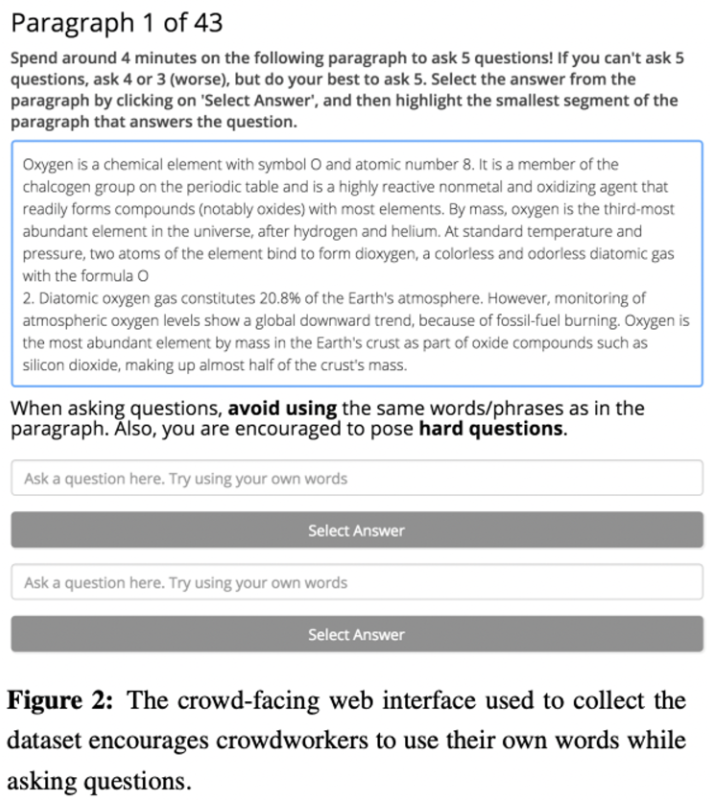 Paragraph 1 of 43
Spend around 4 minutes on the following paragraph to ask 5 questions! If you can't ask 5
questions, ask 4 or 3 (worse), but do your best to ask 5. Select the answer from the
paragraph by clicking on 'Select Answer', and then highlight the smallest segment of the
paragraph that answers the question.
Oxygen is a chemical element with symbol O and atomic number 8. It is a member of the
chalcogen group on the periodic table and is a highly reactive nonmetal and oxidizing agent that
readily forms compounds (notably oxides) with most elements. By mass, oxygen is the third-most
abundant element in the universe, after hydrogen and helium. At standard temperature and
pressure, two atoms of the element bind to form dioxygen, a colorless and odorless diatomic gas
with the formula O
2. Diatomic oxygen gas constitutes 20.8% of the Earth's atmosphere. However, monitoring of
atmospheric oxygen levels show a global downward trend, because of fossil-fuel burning. Oxygen is
the most abundant element by mass in the Earth's crust as part of oxide compounds such as
silicon dioxide, making up almost half of the crust's mass.
When asking questions, avoid using the same words/phrases as in the
paragraph. Also, you are encouraged to pose hard questions.
Ask a question here. Try using your own words
Select Answer
Ask a question here. Try using your own words
Select Answer
Figure 2: The crowd-facing web interface used to collect the
dataset encourages crowdworkers to use their own words while
asking questions.